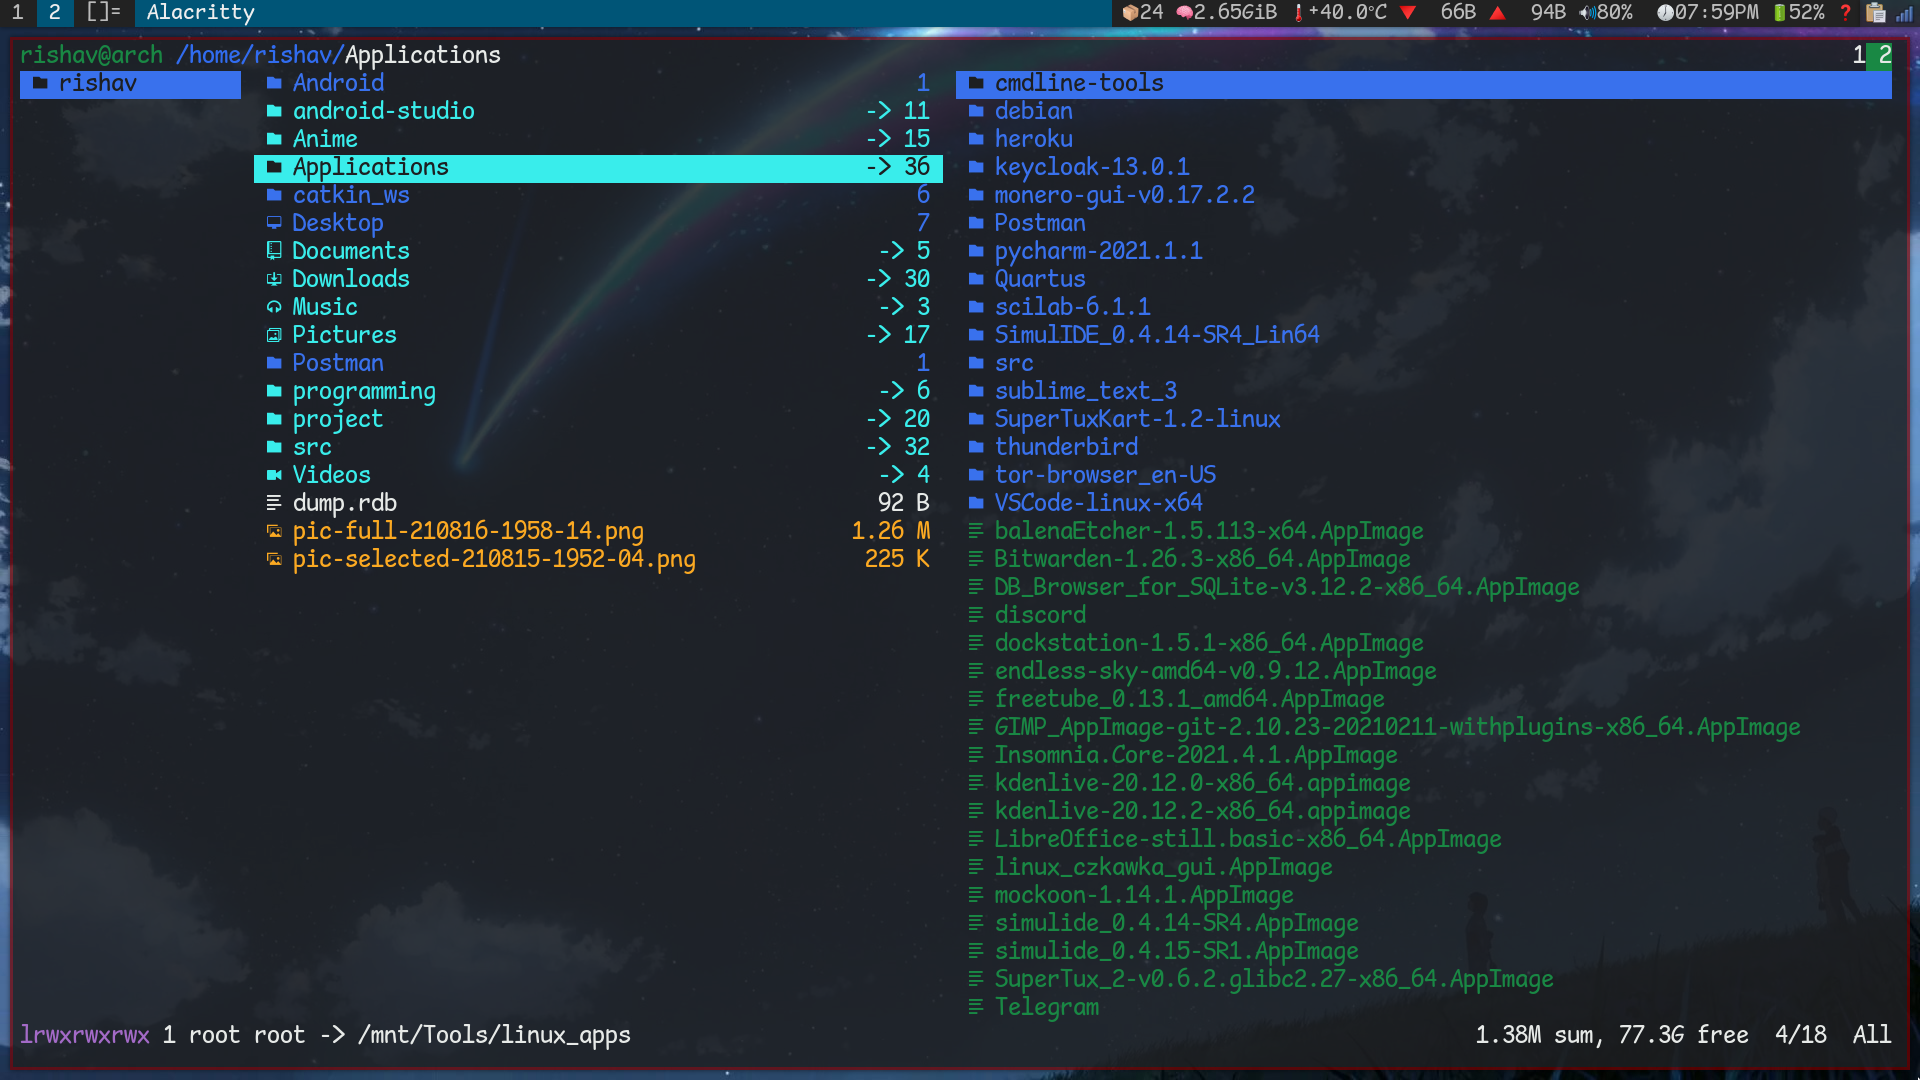 1 2 []= Alacritty 24 2.65GiB +40.0°C 66B 94B 80% 07:59PM 52% ?
rishav@arch /home/rishav/Applications 1 2
rishav
Android 1
android-studio -> 11
Anime -> 15
Applications -> 36
catkin_ws 6
Desktop 7
Documents -> 5
Downloads -> 30
Music -> 3
Pictures -> 17
Postman 1
programming -> 6
project -> 20
src -> 32
Videos -> 4
dump.rdb 92 B
pic-full-210816-1958-14.png 1.26 M
pic-selected-210815-1952-04.png 225 K
cmdline-tools
debian
heroku
keycloak-13.0.1
monero-gui-v0.17.2.2
Postman
pycharm-2021.1.1
Quartus
scilab-6.1.1
SimulIDE_0.4.14-SR4_Lin64
src
sublime_text_3
SuperTuxKart-1.2-linux
thunderbird
tor-browser_en-US
VSCode-linux-x64
balenaEtcher-1.5.113-x64.AppImage
Bitwarden-1.26.3-x86_64.AppImage
DB_Browser_for_SQLite-v3.12.2-x86_64.AppImage
discord
dockstation-1.5.1-x86_64.AppImage
endless-sky-amd64-v0.9.12.AppImage
freetube_0.13.1_amd64.AppImage
GIMP_AppImage-git-2.10.23-20210211-withplugins-x86_64.AppImage
Insomnia.Core-2021.4.1.AppImage
kdenlive-20.12.0-x86_64.appimage
kdenlive-20.12.2-x86_64.appimage
LibreOffice-still.basic-x86_64.AppImage
linux_czkawka_gui.AppImage
mockoon-1.14.1.AppImage
simulide_0.4.14-SR4.AppImage
simulide_0.4.15-SR1.AppImage
SuperTux_2-v0.6.2.glibc2.27-x86_64.AppImage
Telegram
lrwxrwxrwx 1 root root -> /mnt/Tools/linux_apps 1.38M sum, 77.3G free 4/18 All